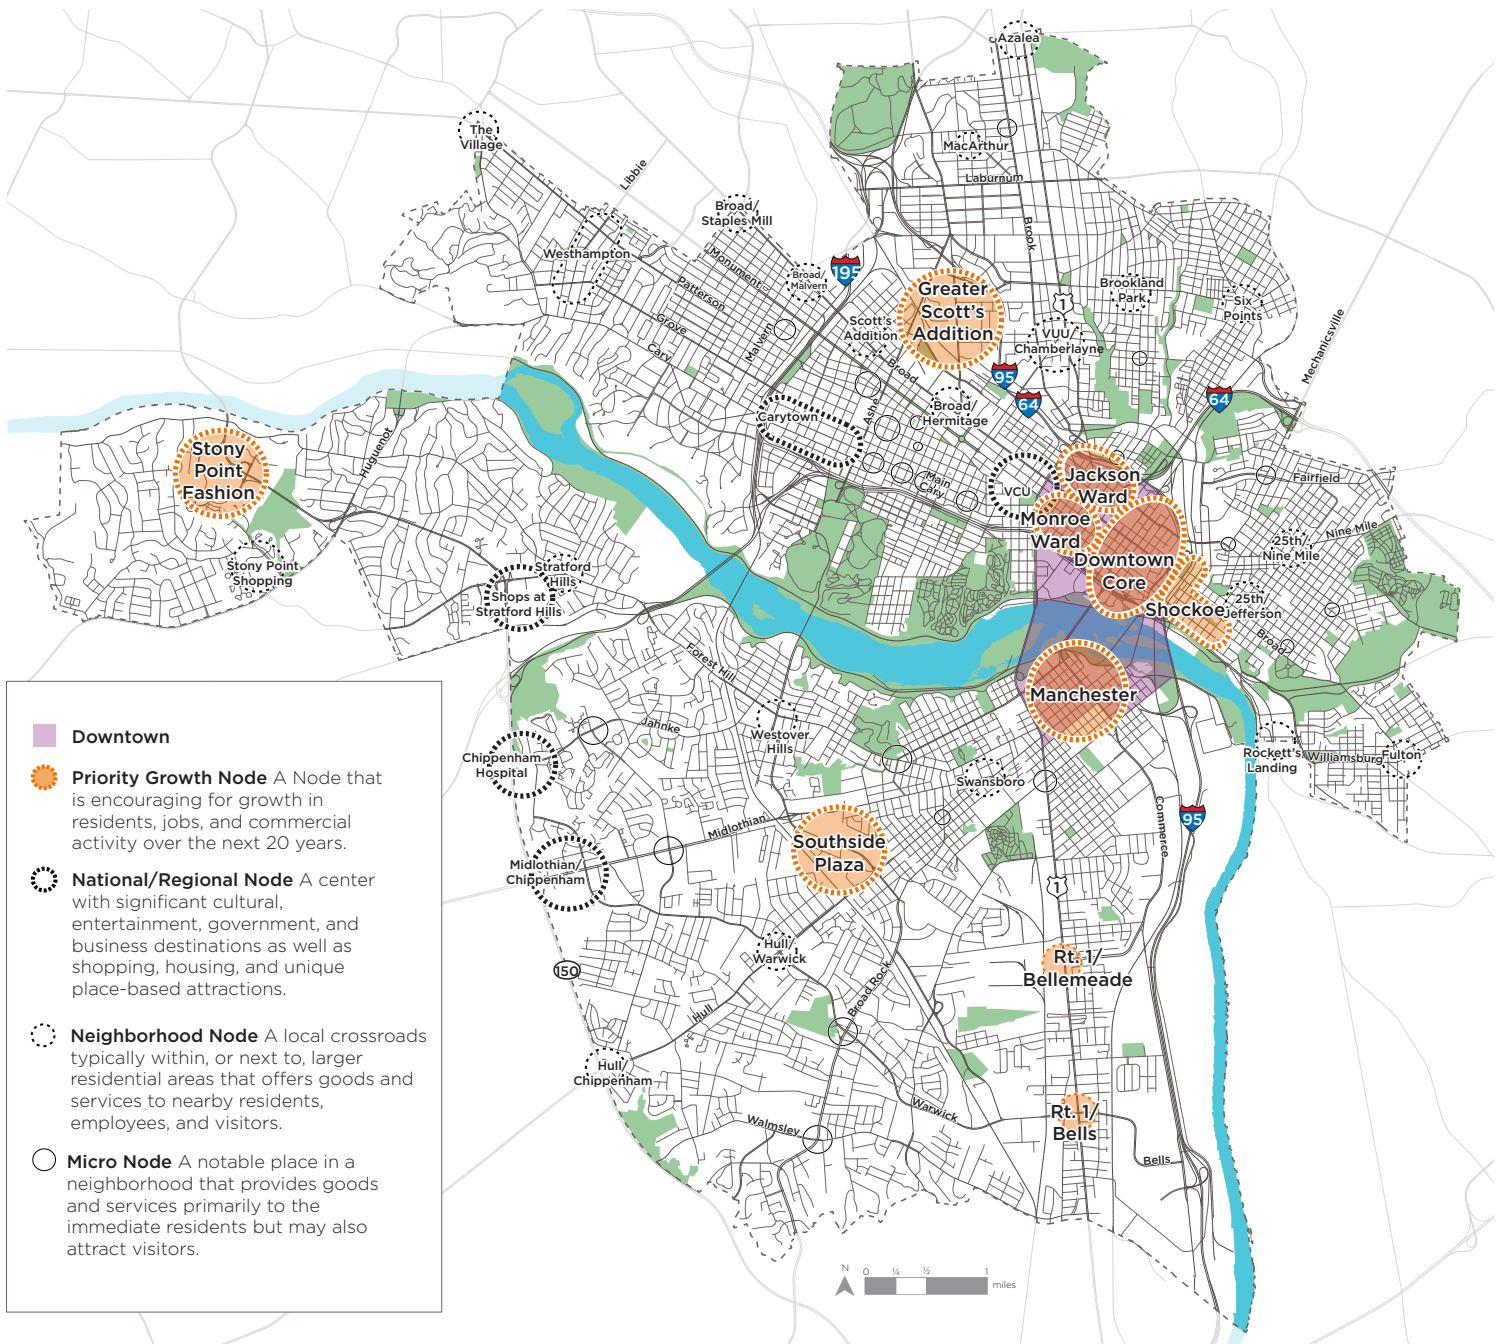 Azalea
The
Village
MacArthur
Libbie
Laburnum
Broad/
Staples Mill
Brook
Westhampton
Monument
Broad/
Malvern
195
Patterson
Greater
Scott's
Addition
Brookland
Park
Six
Points
1
Grove
Malvern
Scott's
Addition
VUU/
Chamberlayne
Mechanicsville
Cary
Broad
95
64
64
Ashe
Carytown
Broad/
Hermitage
Huguenot
Stony
Point
Fashion
Main
Cary
VCU
Jackson
Ward
Fairfield
Monroe
Ward
Nine Mile
25th/
Nine Mile
Stony Point
Shopping
Stratford
Hills
Shops at
Stratford Hills
Downtown
Core
Shockoe
25th/
Jefferson
Broad
Forest Hill
Manchester
Jahnke
Westover
Hills
Chippenham
Hospital
Swansboro
Rockett's
Landing
Williamsburg
Fulton
Commerce
95
Midlothian
Southside
Plaza
Midlothian/
Chippenham
1
Hull/
Warwick
Rt. 1/
Bellemeade
150
Broad Rock
Hull
Hull/
Chippenham
Warwick
Walmsley
Rt. 1/
Bells
Bells
Downtown
Priority Growth Node A Node that
is encouraging for growth in
residents, jobs, and commercial
activity over the next 20 years.
National/Regional Node A center
with significant cultural,
entertainment, government, and
business destinations as well as
shopping, housing, and unique
place-based attractions.
Neighborhood Node A local crossroads
typically within, or next to, larger
residential areas that offers goods and
services to nearby residents,
employees, and visitors.
Micro Node A notable place in a
neighborhood that provides goods
and services primarily to the
immediate residents but may also
attract visitors.
N
0 ¼ ½ 1
miles